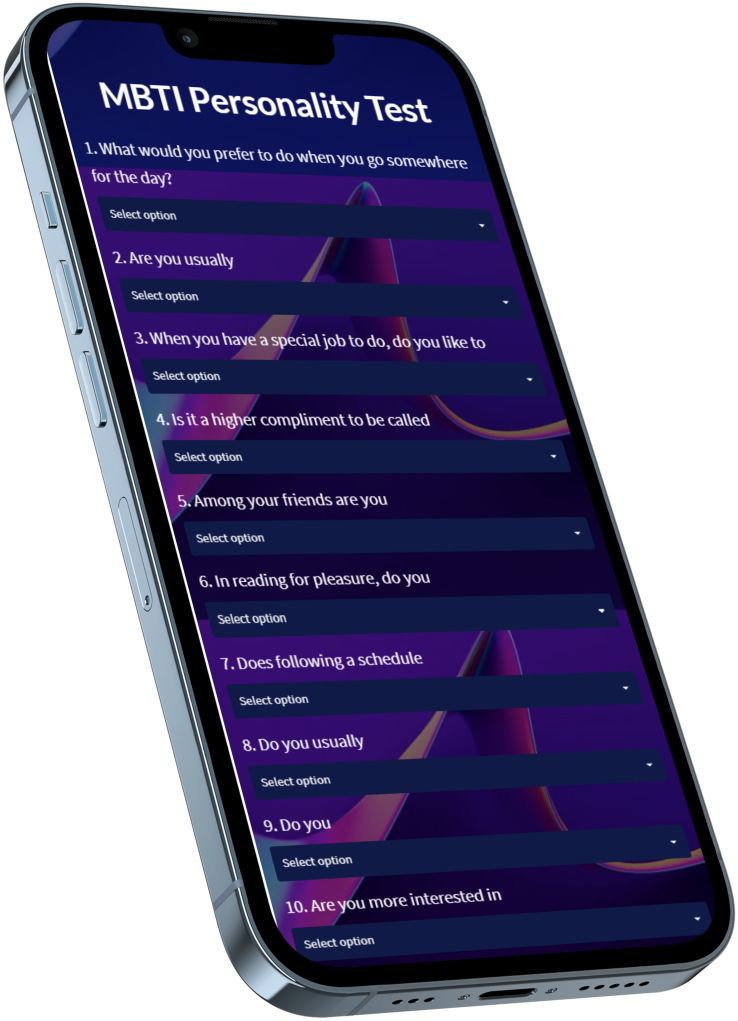 MBTI Personality Test
1. What would you prefer to do when you go somewhere
for the day?
Select option
2. Are you usually
Select option
3. When you have a special job to do, do you like to
Select option
4. Is it a higher compliment to be called
Select option
5. Among your friends are you
Select option
6. In reading for pleasure, do you
Select option
7. Does following a schedule
Select option
8. Do you usually
Select option
9. Do you
Select option
10. Are you more interested in
Select option